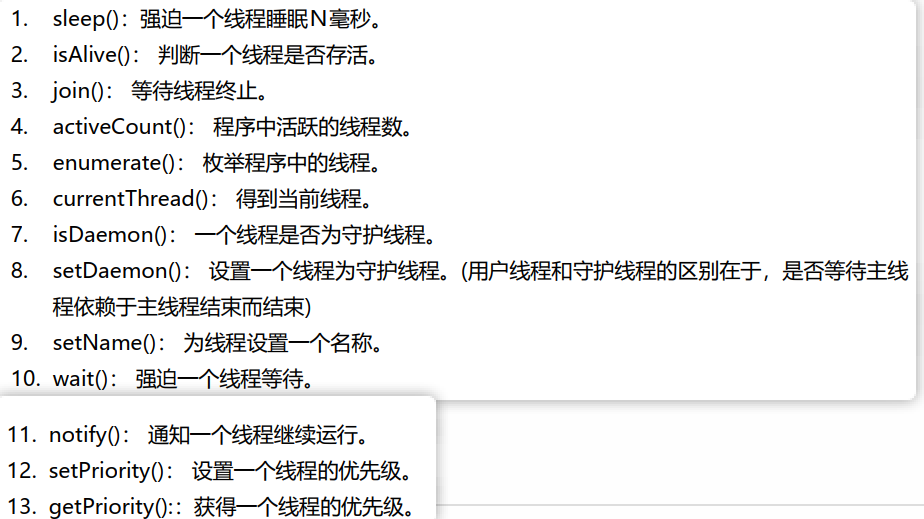 1. sleep()：强迫一个线程睡眠Ｎ毫秒。
2. isAlive()： 判断一个线程是否存活。
3. join()： 等待线程终止。
4. activeCount()： 程序中活跃的线程数。
5. enumerate()： 枚举程序中的线程。
6. currentThread()： 得到当前线程。
7. isDaemon()： 一个线程是否为守护线程。
8. setDaemon()： 设置一个线程为守护线程。(用户线程和守护线程的区别在于，是否等待主线
程依赖于主线程结束而结束)
9. setName()： 为线程设置一个名称。
10. wait()： 强迫一个线程等待。
11. notify()： 通知一个线程继续运行。
12. setPriority()： 设置一个线程的优先级。
13. getPriority():：获得一个线程的优先级。